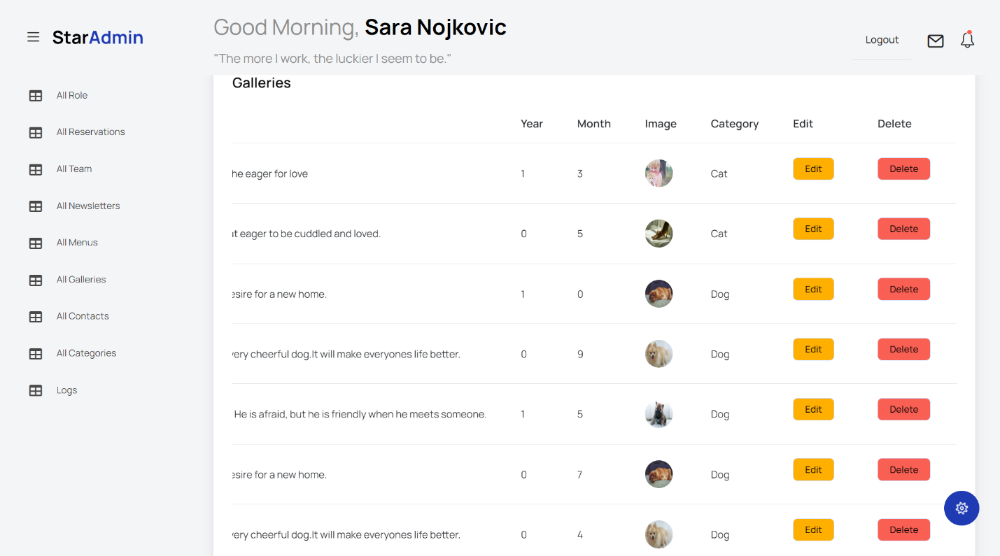 StarAdmin
Good Morning, Sara Nojkovic
"The more I work, the luckier I seem to be."
Logout
All Role
All Reservations
All Team
All Newsletters
All Menus
All Galleries
All Contacts
All Categories
Logs
Galleries
Year Month Image Category Edit Delete
he eager for love 1 3 Cat Edit Delete
eager to be cuddled and loved. 0 5 Cat Edit Delete
esire for a new home. 1 0 Dog Edit Delete
very cheerful dog.It will make everyones life better. 0 9 Dog Edit Delete
He is afraid, but he is friendly when he meets someone. 1 5 Dog Edit Delete
esire for a new home. 0 7 Dog Edit Delete
very cheerful dog.It will make everyones life better. 0 4 Dog Edit Delete